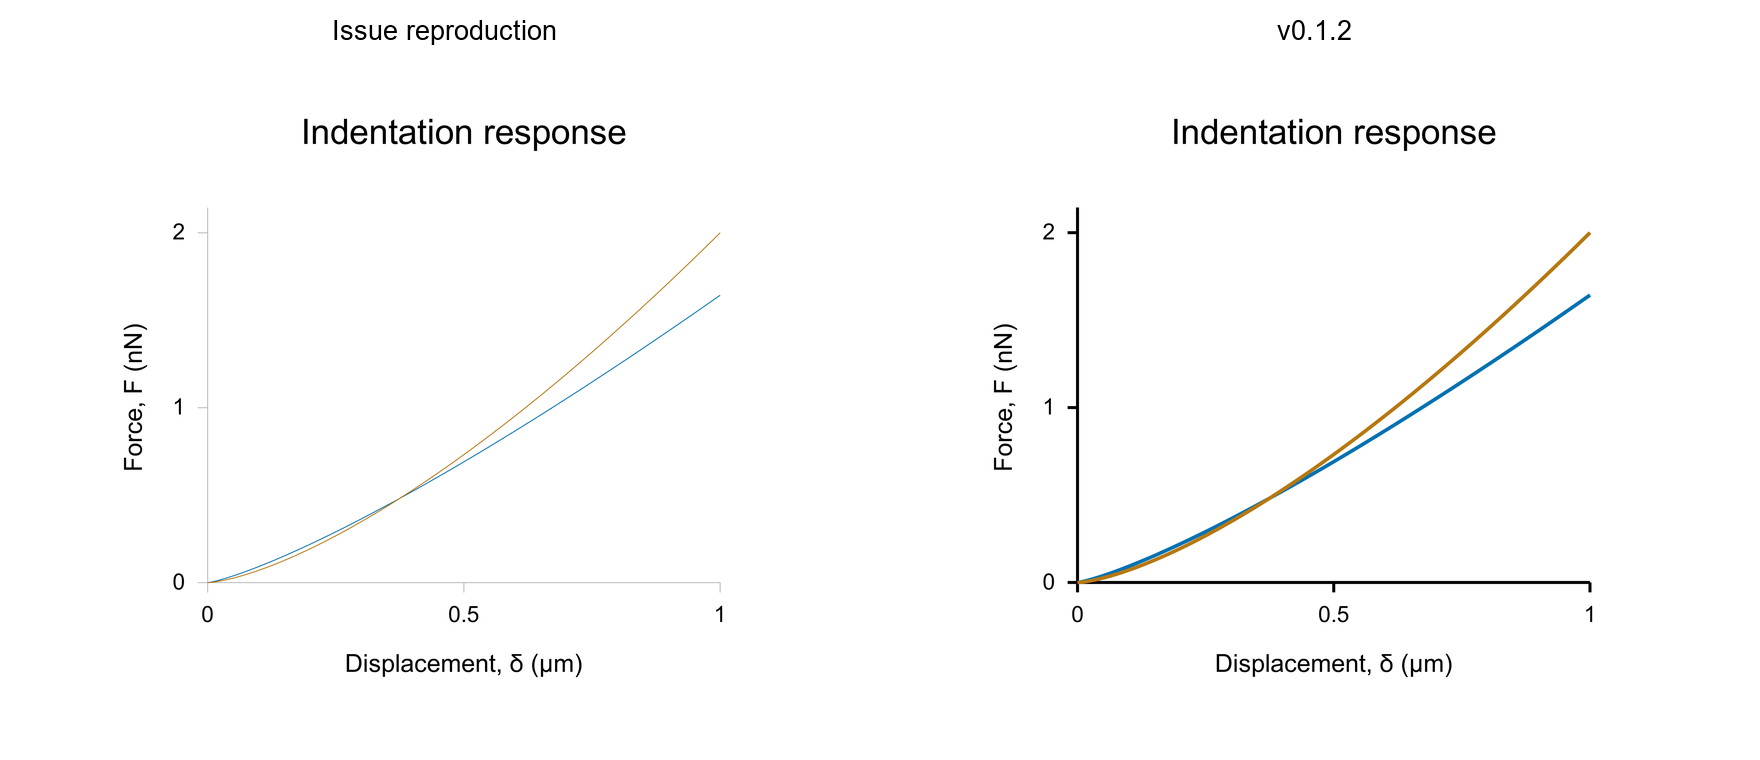 Issue reproduction
Indentation response
2
1
0
0
0.5
1
Force, F (nN)
Displacement, δ (μm)
v0.1.2
Indentation response
2
1
0
0
0.5
1
Force, F (nN)
Displacement, δ (μm)